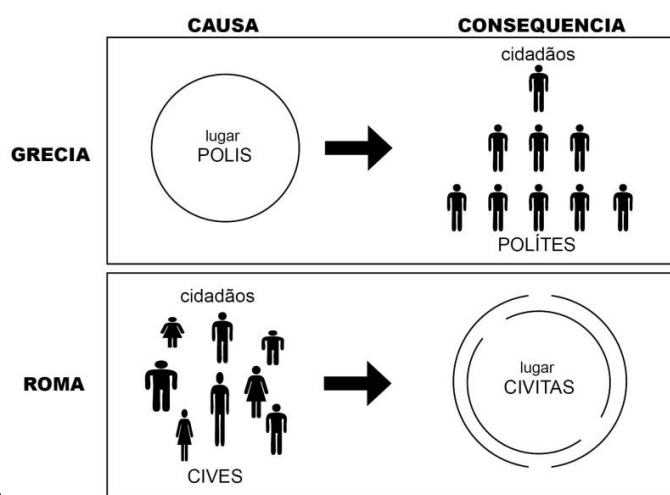 CAUSA
CONSEQUENCIA
GRECIA
lugar
POLIS
cidadãos
POLÍTES
ROMA
cidadãos
CIVES
lugar
CIVITAS